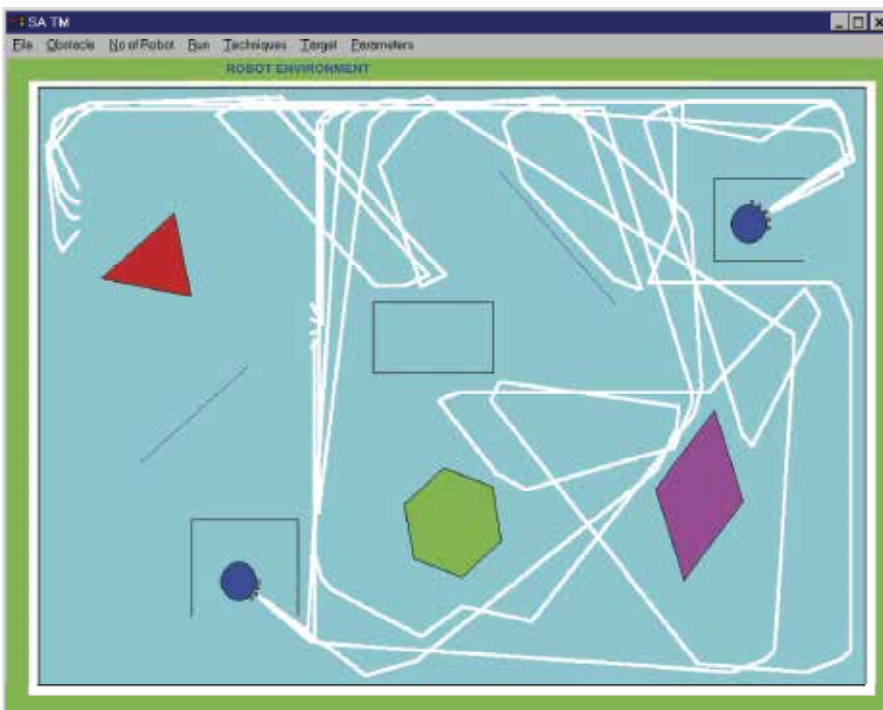 SA TM
File Obstacle No of Robot Run Techniques Target Parameters
ROBOT ENVIRONMENT